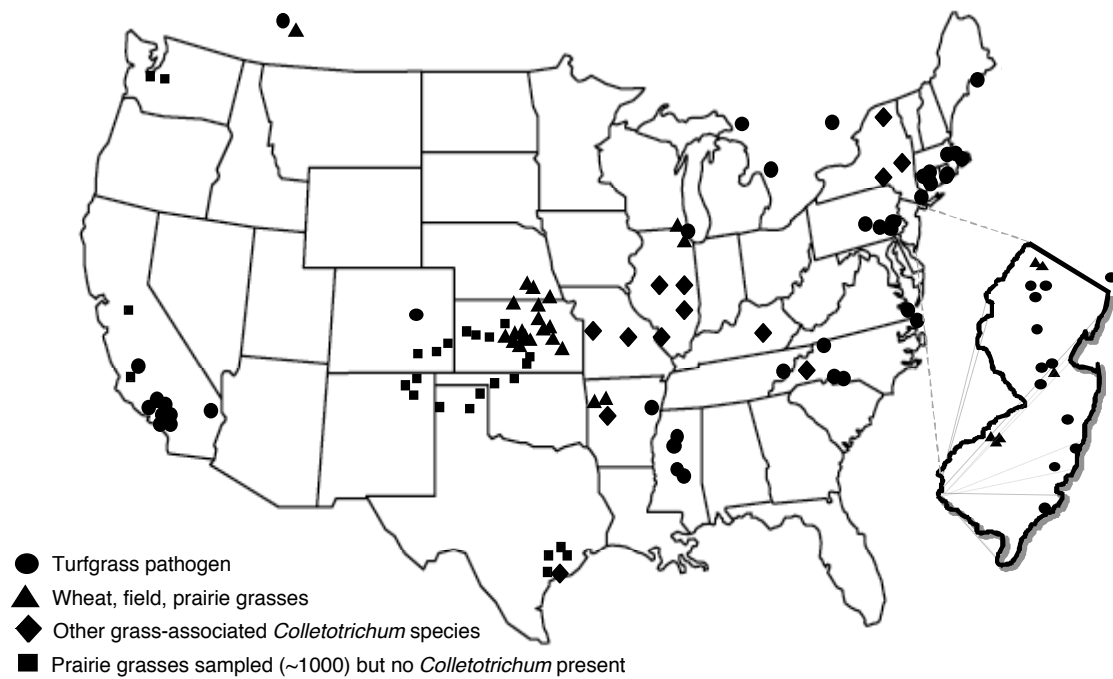 Turfgrass pathogen
Wheat, field, prairie grasses
Other grass-associated Colletotrichum species
Prairie grasses sampled (~1000) but no Colletotrichum present